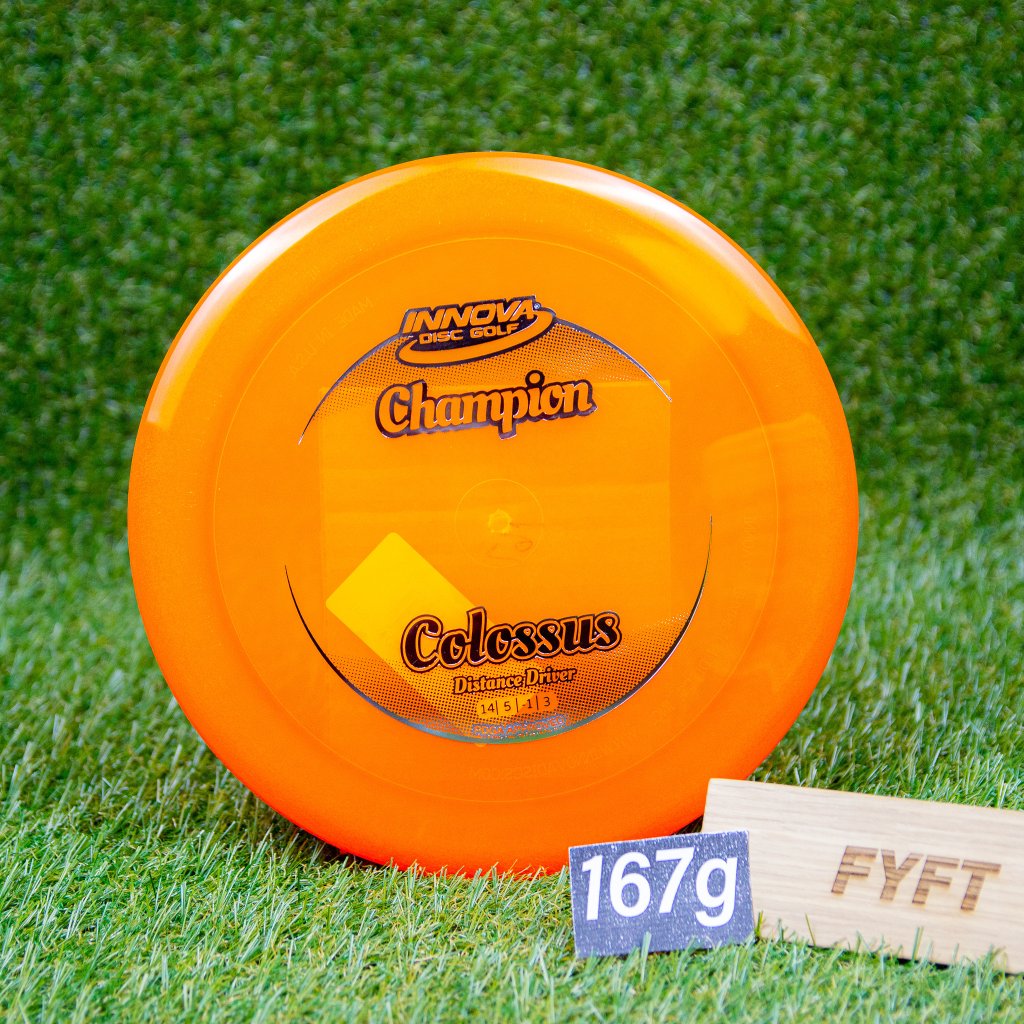 INNOVA
DISC GOLF
Champion
Colossus
Distance Driver
14 | 5 | -1 | 3
167g
FYFT